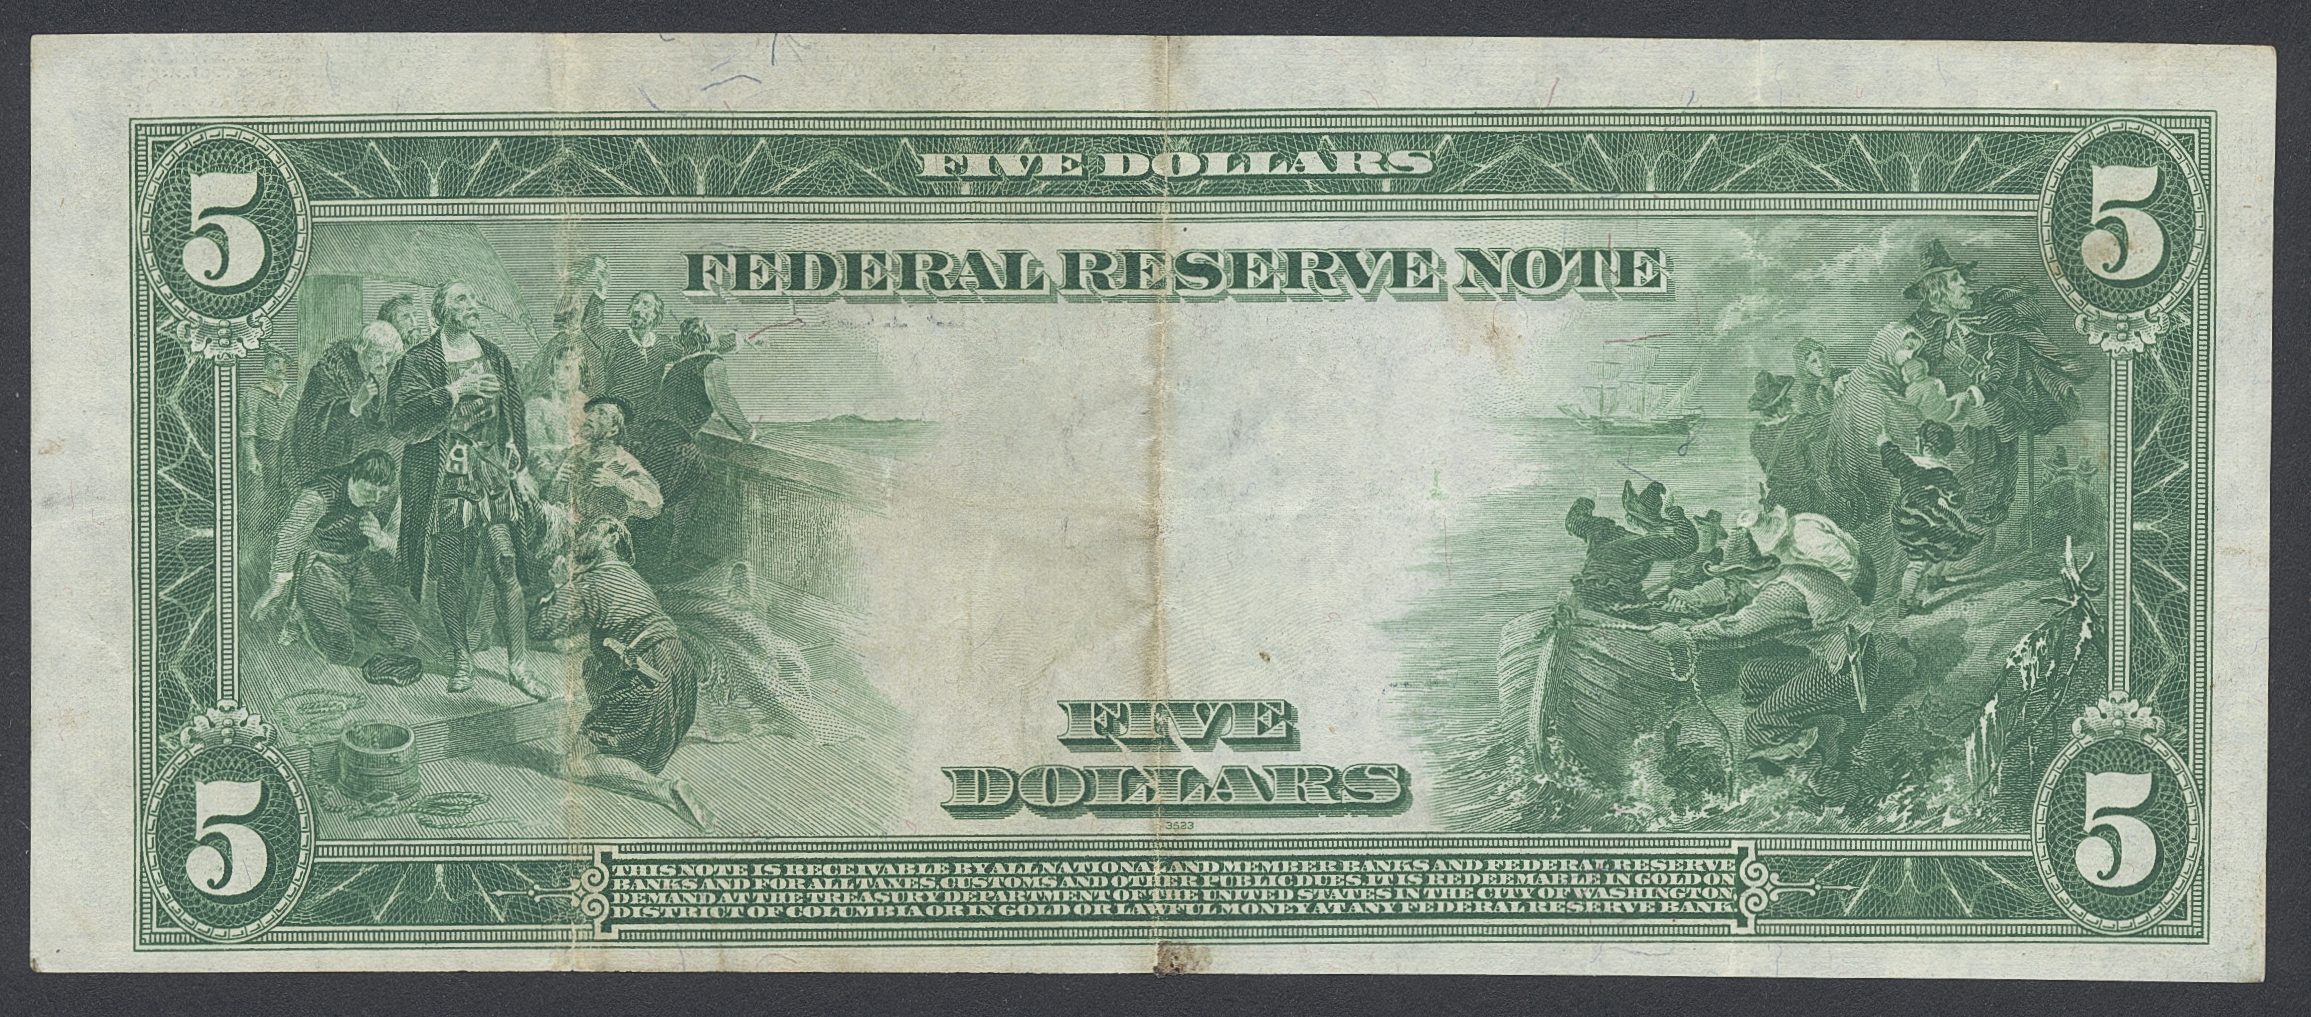 5 FIVE DOLLARS 5
FEDERAL RESERVE NOTE
FIVE
DOLLARS
3523
5 5
THIS NOTE IS RECEIVABLE BY ALL NATIONAL AND MEMBER BANKS AND FEDERAL RESERVE
BANKS AND FOR ALL TAXES, CUSTOMS AND OTHER PUBLIC DUES. IT IS REDEEMABLE IN GOLD ON
DEMAND AT THE TREASURY DEPARTMENT OF THE UNITED STATES IN THE CITY OF WASHINGTON,
DISTRICT OF COLUMBIA OR IN GOLD OR LAWFUL MONEY AT ANY FEDERAL RESERVE BANK.